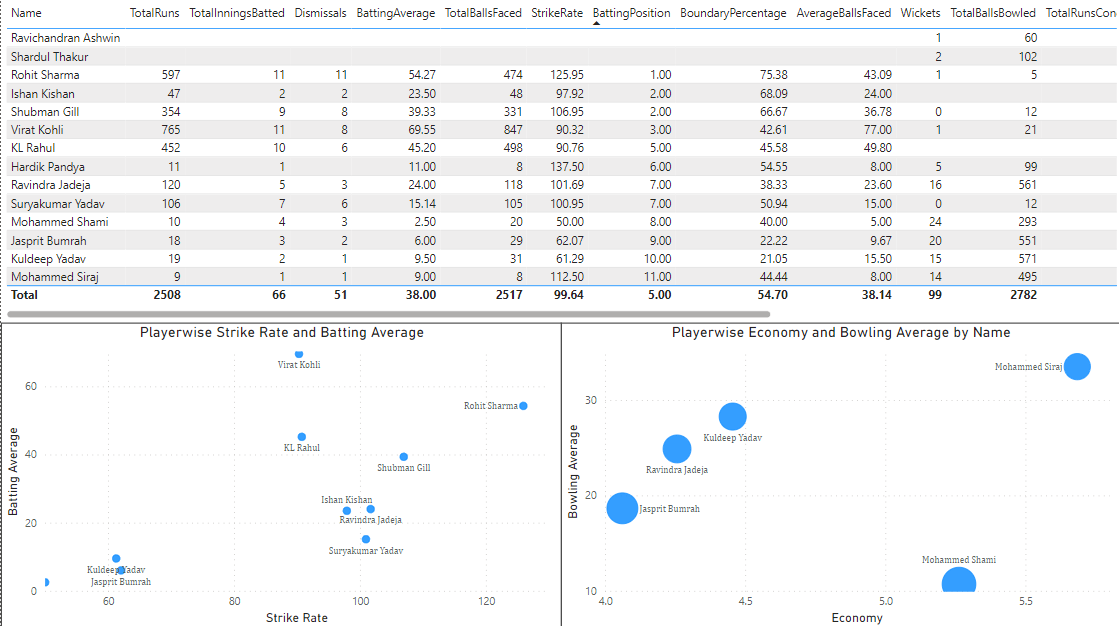 Name TotalRuns TotalInningsBatted Dismissals BattingAverage TotalBallsFaced StrikeRate BattingPosition BoundaryPercentage AverageBallsFaced Wickets TotalBallsBowled TotalRunsCon
Ravichandran Ashwin 1 60
Shardul Thakur 2 102
Rohit Sharma 597 11 11 54.27 474 125.95 1.00 75.38 43.09 1 5
Ishan Kishan 47 2 2 23.50 48 97.92 2.00 68.09 24.00
Shubman Gill 354 9 8 39.33 331 106.95 2.00 66.67 36.78 0 12
Virat Kohli 765 11 8 69.55 847 90.32 3.00 42.61 77.00 1 21
KL Rahul 452 10 6 45.20 498 90.76 5.00 45.58 49.80
Hardik Pandya 11 1 11.00 8 137.50 6.00 54.55 8.00 5 99
Ravindra Jadeja 120 5 3 24.00 118 101.69 7.00 38.33 23.60 16 561
Suryakumar Yadav 106 7 6 15.14 105 100.95 7.00 50.94 15.00 0 12
Mohammed Shami 10 4 3 2.50 20 50.00 8.00 40.00 5.00 24 293
Jasprit Bumrah 18 3 2 6.00 29 62.07 9.00 22.22 9.67 20 551
Kuldeep Yadav 19 2 1 9.50 31 61.29 10.00 21.05 15.50 15 571
Mohammed Siraj 9 1 1 9.00 8 112.50 11.00 44.44 8.00 14 495
Total 2508 66 51 38.00 2517 99.64 5.00 54.70 38.14 99 2782
Playerwise Strike Rate and Batting Average
Batting Average
60
40
20
0
Virat Kohli
Rohit Sharma
KL Rahul
Shubman Gill
Ishan Kishan
Ravindra Jadeja
Suryakumar Yadav
Kuldeep Yadav
Jasprit Bumrah
60 80 100 120
Strike Rate
Playerwise Economy and Bowling Average by Name
Bowling Average
30
20
10
Mohammed Siraj
Kuldeep Yadav
Ravindra Jadeja
Jasprit Bumrah
Mohammed Shami
4.0 4.5 5.0 5.5
Economy